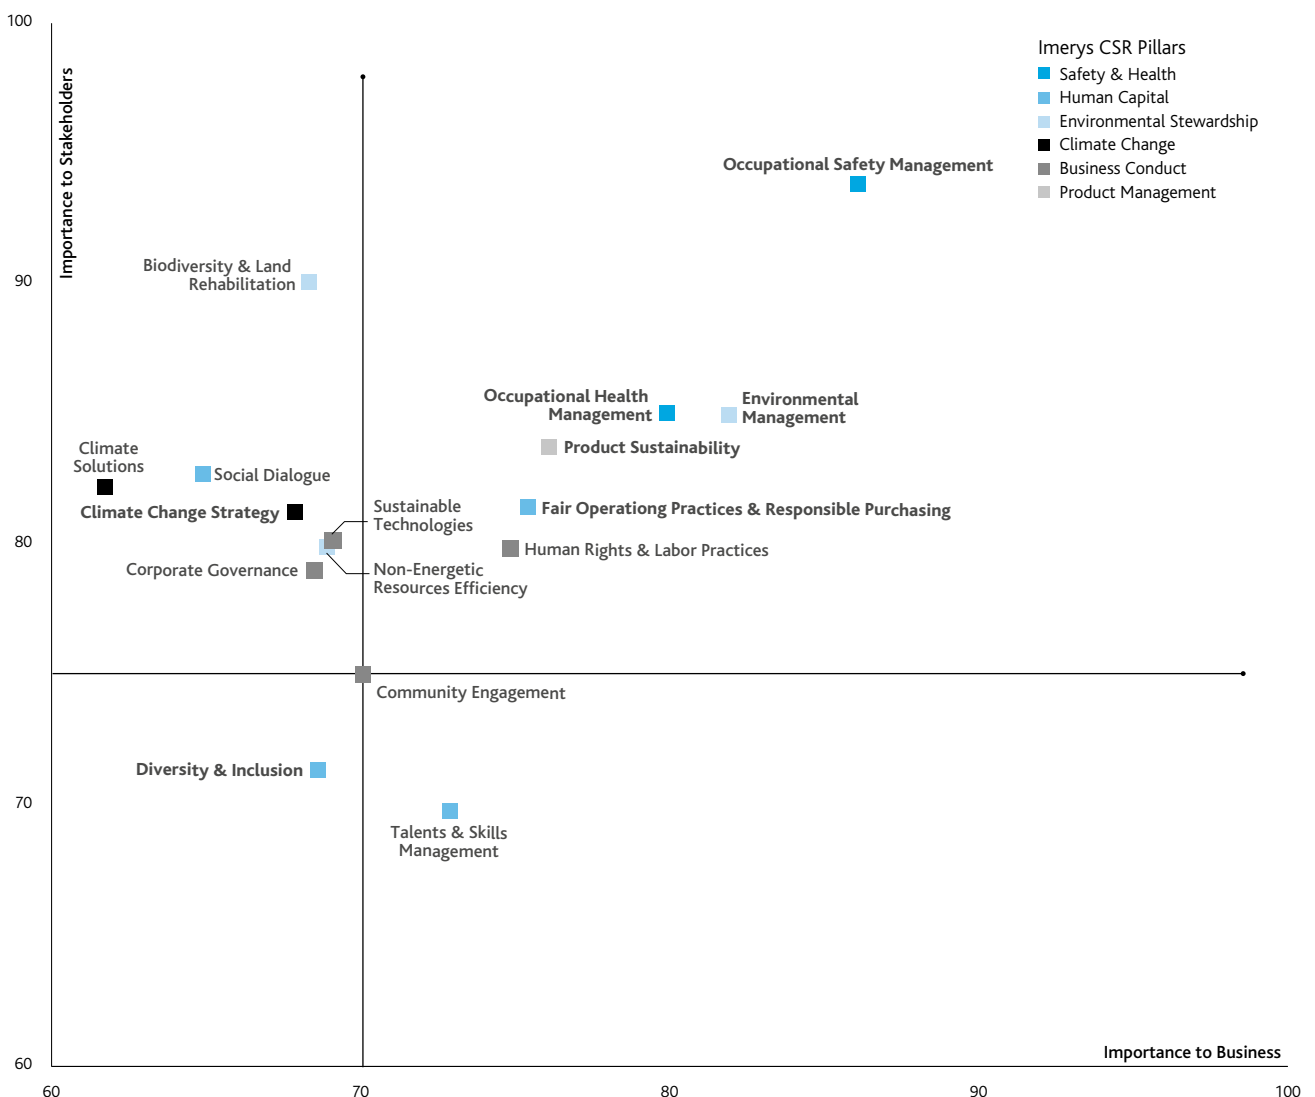 100
Importance to Stakeholders
Imerys CSR Pillars
Safety & Health
Human Capital
Environmental Stewardship
Climate Change
Business Conduct
Product Management
Occupational Safety Management
Biodiversity & Land
Rehabilitation
90
Occupational Health
Management
Environmental
Management
Product Sustainability
Climate
Solutions
Social Dialogue
Climate Change Strategy
Sustainable
Technologies
Fair Operationg Practices & Responsible Purchasing
80
Human Rights & Labor Practices
Corporate Governance
Non-Energetic
Resources Efficiency
Community Engagement
Diversity & Inclusion
70
Talents & Skills
Management
60
Importance to Business
60 70 80 90 100